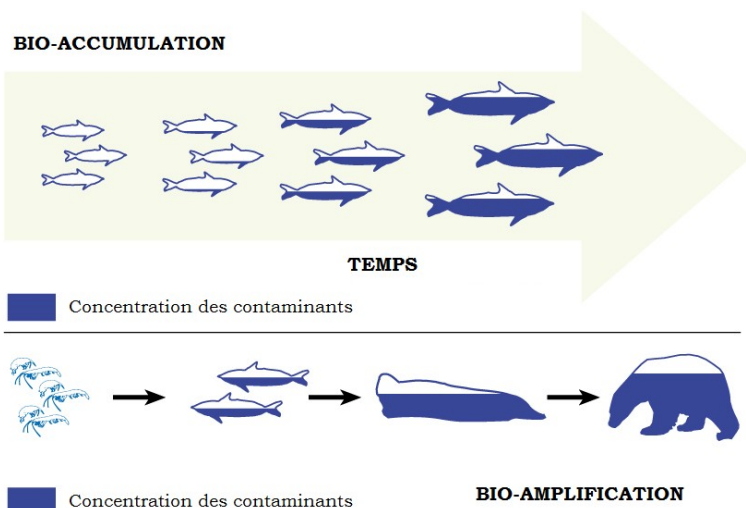 BIO-ACCUMULATION
TEMPS
Concentration des contaminants
Concentration des contaminants
BIO-AMPLIFICATION